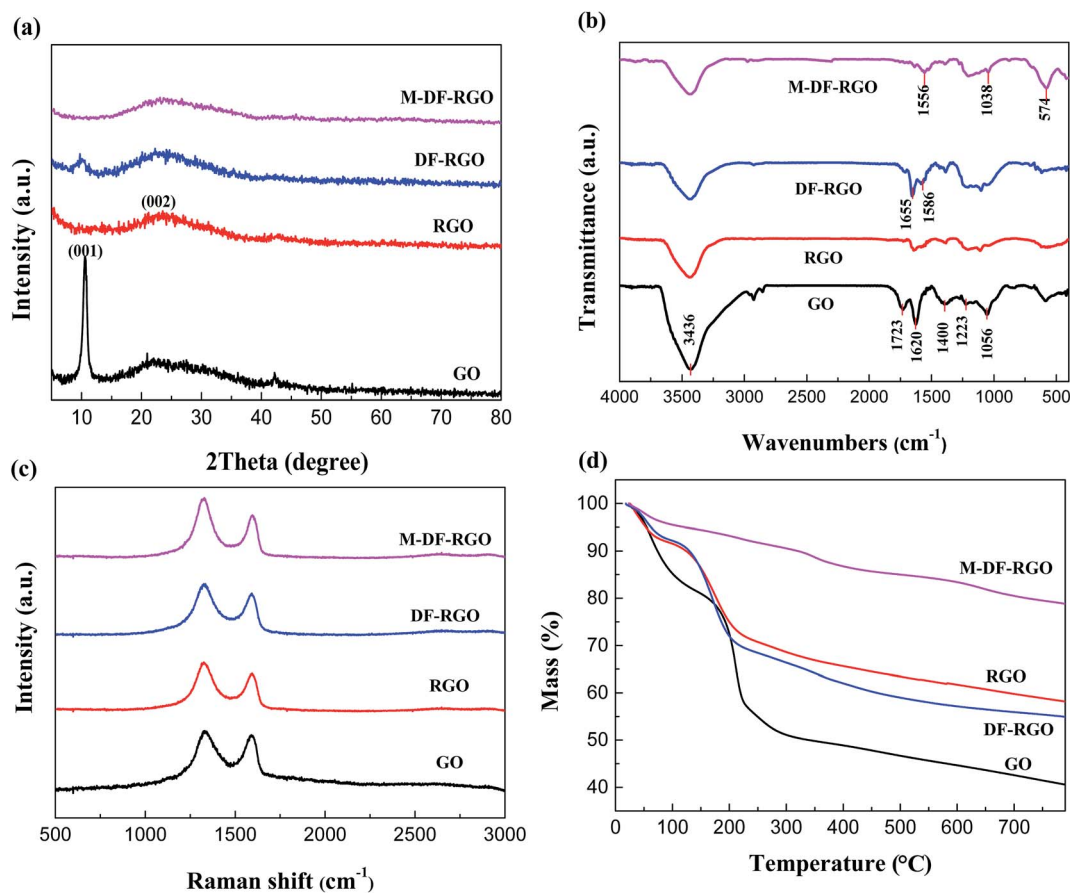 (a)
Intensity (a.u.)
M-DF-RGO
DF-RGO
(002)
RGO
(001)
GO
10 20 30 40 50 60 70 80
2Theta (degree)
(b)
Transmittance (a.u.)
M-DF-RGO
1556
1038
574
DF-RGO
1655
1586
RGO
GO
3436
1723
1620
1400
1223
1056
4000 3500 3000 2500 2000 1500 1000 500
Wavenumbers (cm⁻¹)
(c)
Intensity (a.u.)
M-DF-RGO
DF-RGO
RGO
GO
500 1000 1500 2000 2500 3000
Raman shift (cm⁻¹)
(d)
Mass (%)
100
90
80
70
60
50
40
M-DF-RGO
RGO
DF-RGO
GO
0 100 200 300 400 500 600 700
Temperature (°C)